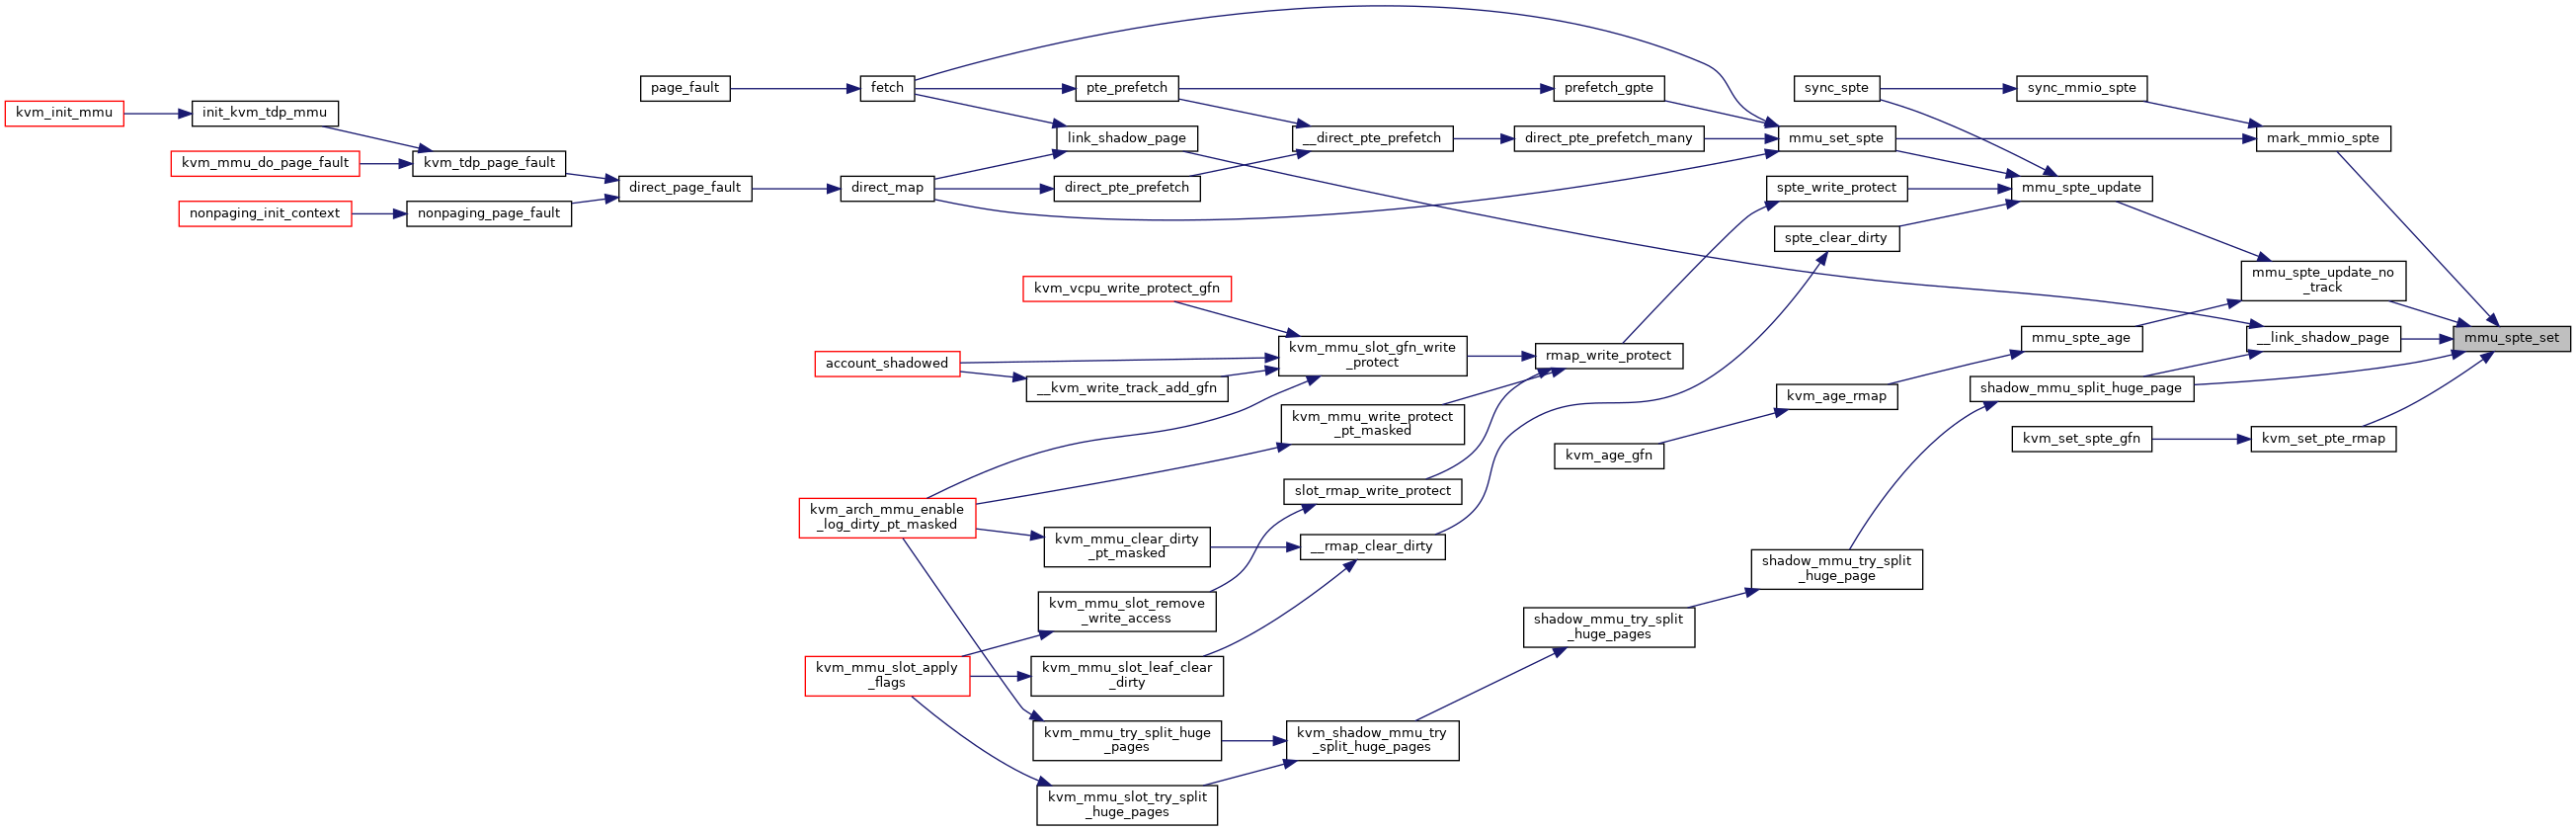 page_fault
fetch
pte_prefetch
prefetch_gpte
sync_spte
sync_mmio_spte
kvm_init_mmu
init_kvm_tdp_mmu
link_shadow_page
__direct_pte_prefetch
direct_pte_prefetch_many
mmu_set_spte
mark_mmio_spte
kvm_mmu_do_page_fault
kvm_tdp_page_fault
direct_page_fault
direct_map
direct_pte_prefetch
spte_write_protect
mmu_spte_update
nonpaging_init_context
nonpaging_page_fault
spte_clear_dirty
mmu_spte_update_no
_track
kvm_vcpu_write_protect_gfn
mmu_spte_age
__link_shadow_page
mmu_spte_set
kvm_mmu_slot_gfn_write
_protect
rmap_write_protect
account_shadowed
__kvm_write_track_add_gfn
shadow_mmu_split_huge_page
kvm_age_rmap
kvm_mmu_write_protect
_pt_masked
kvm_set_spte_gfn
kvm_set_pte_rmap
kvm_age_gfn
slot_rmap_write_protect
kvm_arch_mmu_enable
_log_dirty_pt_masked
kvm_mmu_clear_dirty
_pt_masked
__rmap_clear_dirty
shadow_mmu_try_split
_huge_page
kvm_mmu_slot_remove
_write_access
shadow_mmu_try_split
_huge_pages
kvm_mmu_slot_apply
_flags
kvm_mmu_slot_leaf_clear
_dirty
kvm_mmu_try_split_huge
_pages
kvm_shadow_mmu_try
_split_huge_pages
kvm_mmu_slot_try_split
_huge_pages